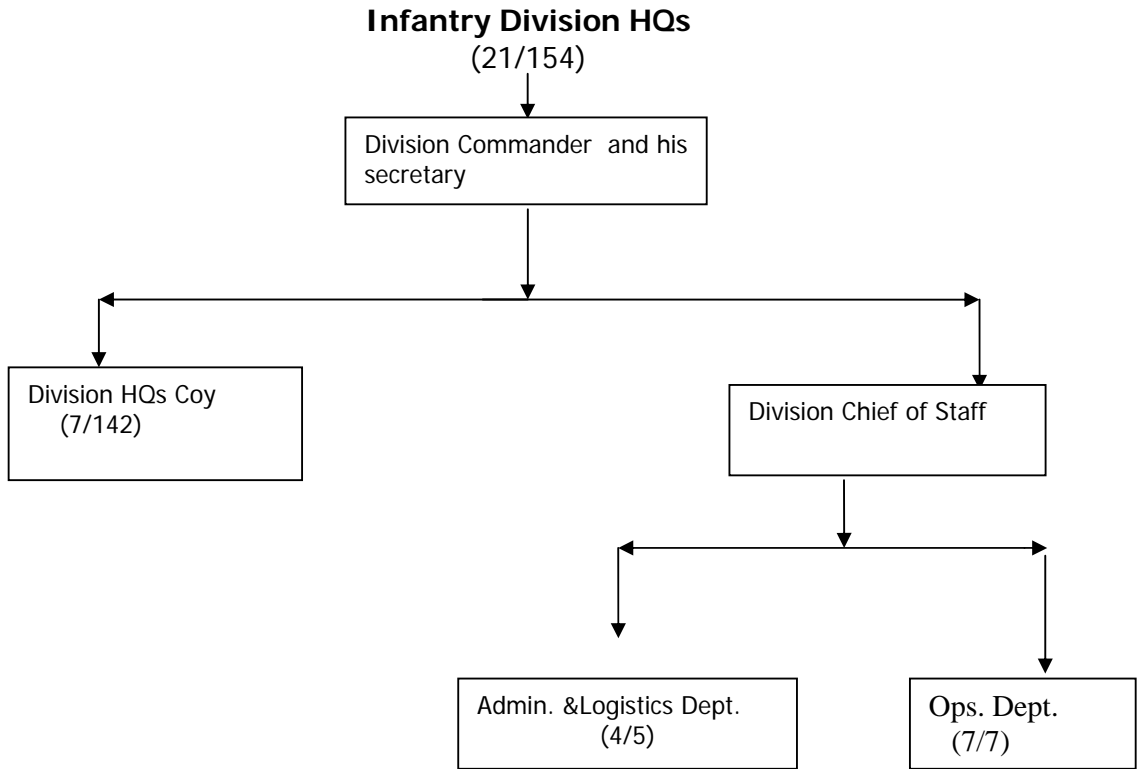 Infantry Division HQs
(21/154)
Division Commander and his
secretary
Division HQs Coy
(7/142)
Division Chief of Staff
Admin. &Logistics Dept.
(4/5)
Ops. Dept.
(7/7)